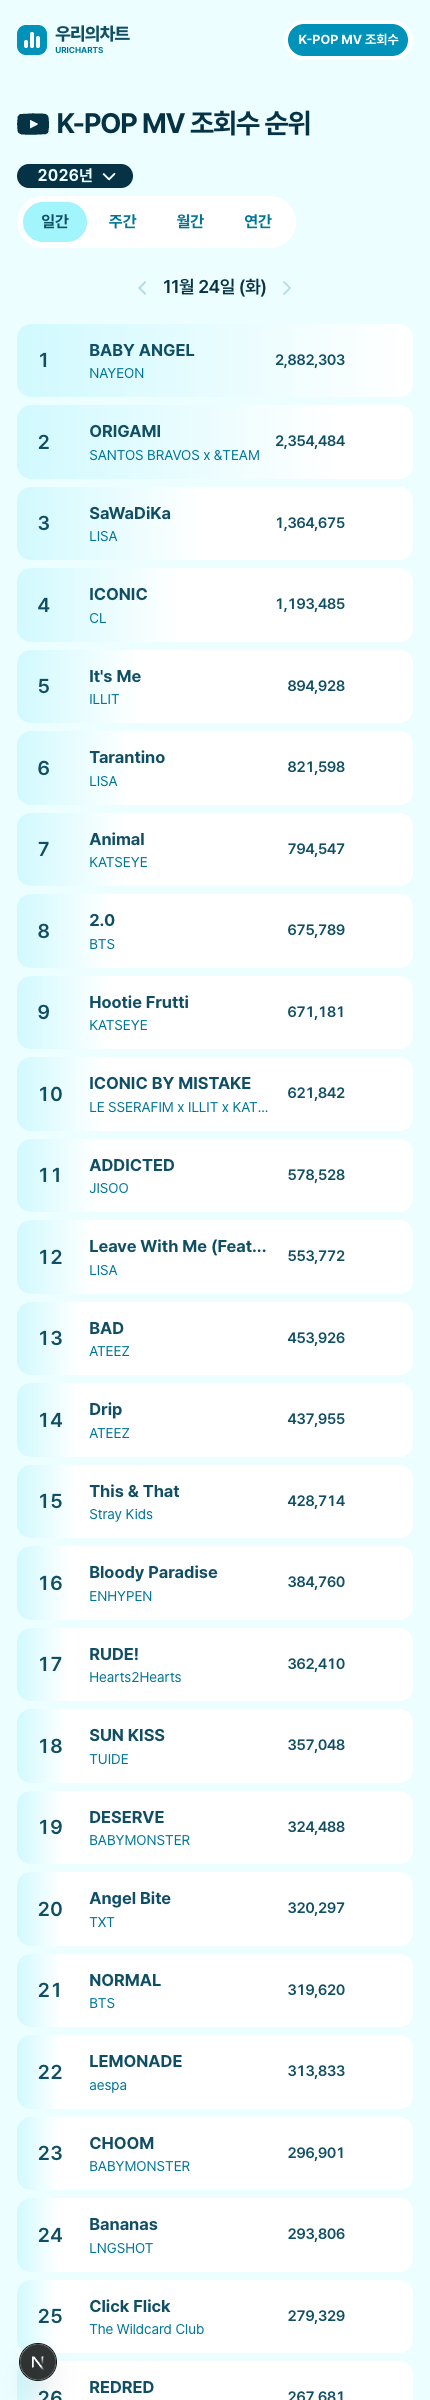 우리의차트
URICHARTS
K-POP MV 조회수
K-POP MV 조회수 순위
2026년
일간 주간 월간 연간
11월 24일 (화)
1
BABY ANGEL
NAYEON
2,882,303
2
ORIGAMI
SANTOS BRAVOS x &TEAM
2,354,484
3
SaWaDiKa
LISA
1,364,675
4
ICONIC
CL
1,193,485
5
It's Me
ILLIT
894,928
6
Tarantino
LISA
821,598
7
Animal
KATSEYE
794,547
8
2.0
BTS
675,789
9
Hootie Frutti
KATSEYE
671,181
10
ICONIC BY MISTAKE
LE SSERAFIM x ILLIT x KAT...
621,842
11
ADDICTED
JISOO
578,528
12
Leave With Me (Feat...
LISA
553,772
13
BAD
ATEEZ
453,926
14
Drip
ATEEZ
437,955
15
This & That
Stray Kids
428,714
16
Bloody Paradise
ENHYPEN
384,760
17
RUDE!
Hearts2Hearts
362,410
18
SUN KISS
TUIDE
357,048
19
DESERVE
BABYMONSTER
324,488
20
Angel Bite
TXT
320,297
21
NORMAL
BTS
319,620
22
LEMONADE
aespa
313,833
23
CHOOM
BABYMONSTER
296,901
24
Bananas
LNGSHOT
293,806
25
Click Flick
The Wildcard Club
279,329
N
26
REDRED
267,681